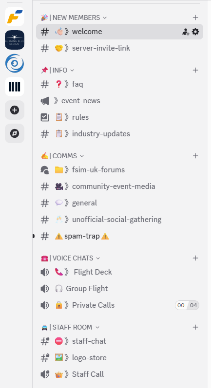 🎉 | NEW MEMBERS
# 👋 》 welcome
# 🤝 》 server-invite-link
📌 | INFO
# ❓ 》 faq
📢 》 event-news
📋 》 rules
# 📋 》 industry-updates
✍ | COMMS
📁 》 fsim-uk-forums
# 🎥 》 community-event-media
# 💬 》 general
# 🍻 》 unofficial-social-gathering
# ⚠️ spam-trap ⚠️
☎ | VOICE CHATS
📞 》 Flight Deck
🎧 》 Group Flight
🔒 》 Private Calls 00 04
🚔 | STAFF ROOM
# ⛔ 》 staff-chat
# 》 logo-store
》 Staff Call